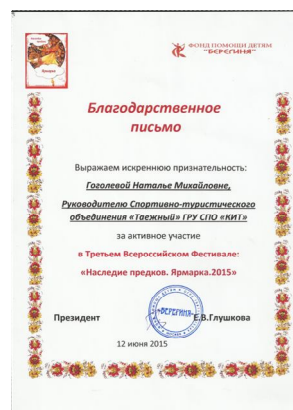 ФОНД ПОМОЩИ ДЕТЯМ
"БЕРЕГИНЯ"
Благодарственное
письмо
Выражаем искреннюю признательность:
Гоголевой Наталье Михайловне,
Руководителю Спортивно-туристического
объединения «Таежный» ГРУ СПО «КИТ»
за активное участие
в Третьем Всероссийском Фестивале:
«Наследие предков. Ярмарка.2015»
Президент
«БЕРЕГИНЯ»
Е.В.Глушкова
12 июня 2015